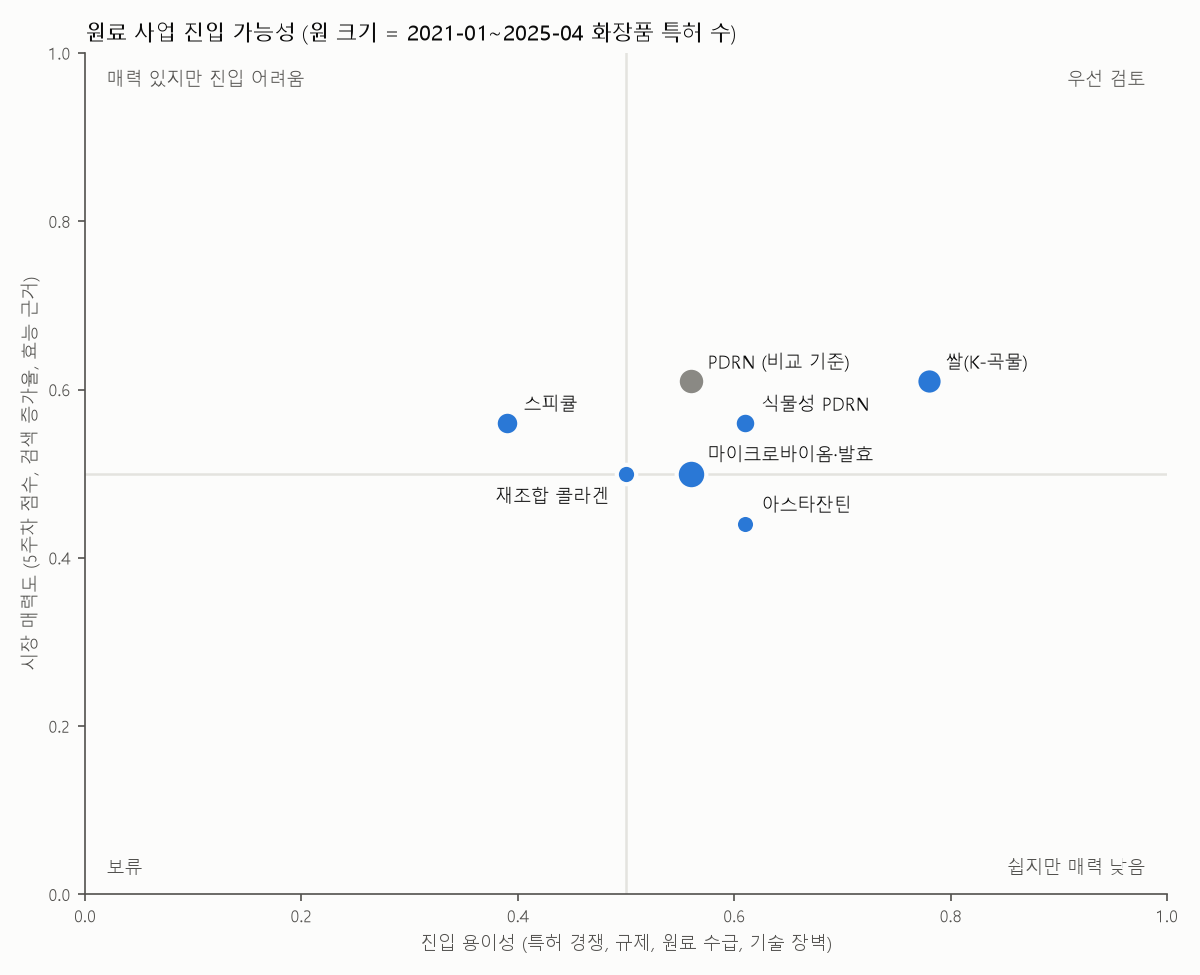 원료 사업 진입 가능성 (원 크기 = 2021-01~2025-04 화장품 특허 수)
매력 있지만 진입 어려움
우선 검토
PDRN (비교 기준)
쌀(K-곡물)
스피큘
식물성 PDRN
마이크로바이옴·발효
재조합 콜라겐
아스타잔틴
보류
쉽지만 매력 낮음
시장 매력도 (5주차 점수, 검색 증가율, 효능 근거)
1.0
0.8
0.6
0.4
0.2
0.0
0.0
0.2
0.4
0.6
0.8
1.0
진입 용이성 (특허 경쟁, 규제, 원료 수급, 기술 장벽)